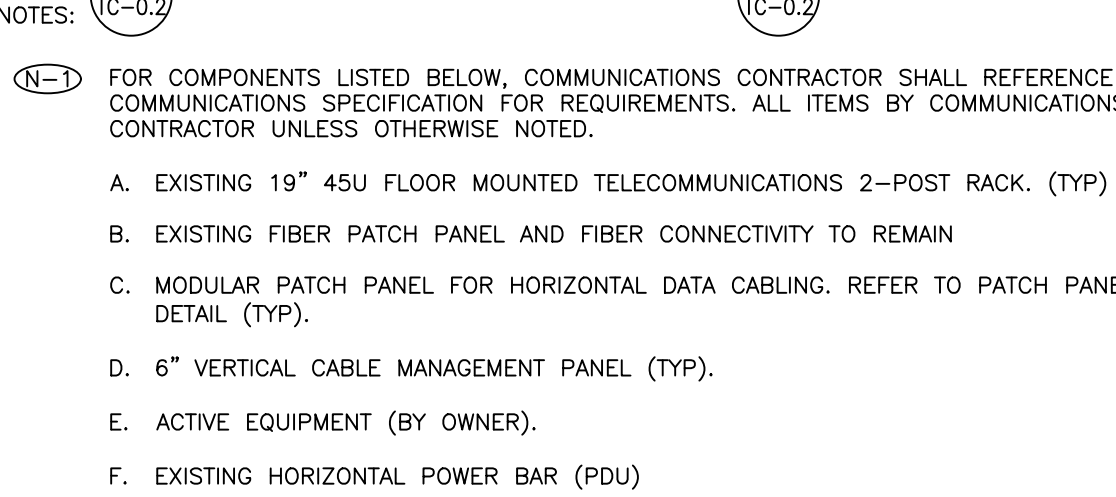 TC-0.2 TC-0.2
NOTES:
N-1 FOR COMPONENTS LISTED BELOW, COMMUNICATIONS CONTRACTOR SHALL REFERENCE
COMMUNICATIONS SPECIFICATION FOR REQUIREMENTS. ALL ITEMS BY COMMUNICATIONS
CONTRACTOR UNLESS OTHERWISE NOTED.
A. EXISTING 19” 45U FLOOR MOUNTED TELECOMMUNICATIONS 2-POST RACK. (TYP)
B. EXISTING FIBER PATCH PANEL AND FIBER CONNECTIVITY TO REMAIN
C. MODULAR PATCH PANEL FOR HORIZONTAL DATA CABLING. REFER TO PATCH PANE
DETAIL (TYP).
D. 6” VERTICAL CABLE MANAGEMENT PANEL (TYP).
E. ACTIVE EQUIPMENT (BY OWNER).
F. EXISTING HORIZONTAL POWER BAR (PDU)